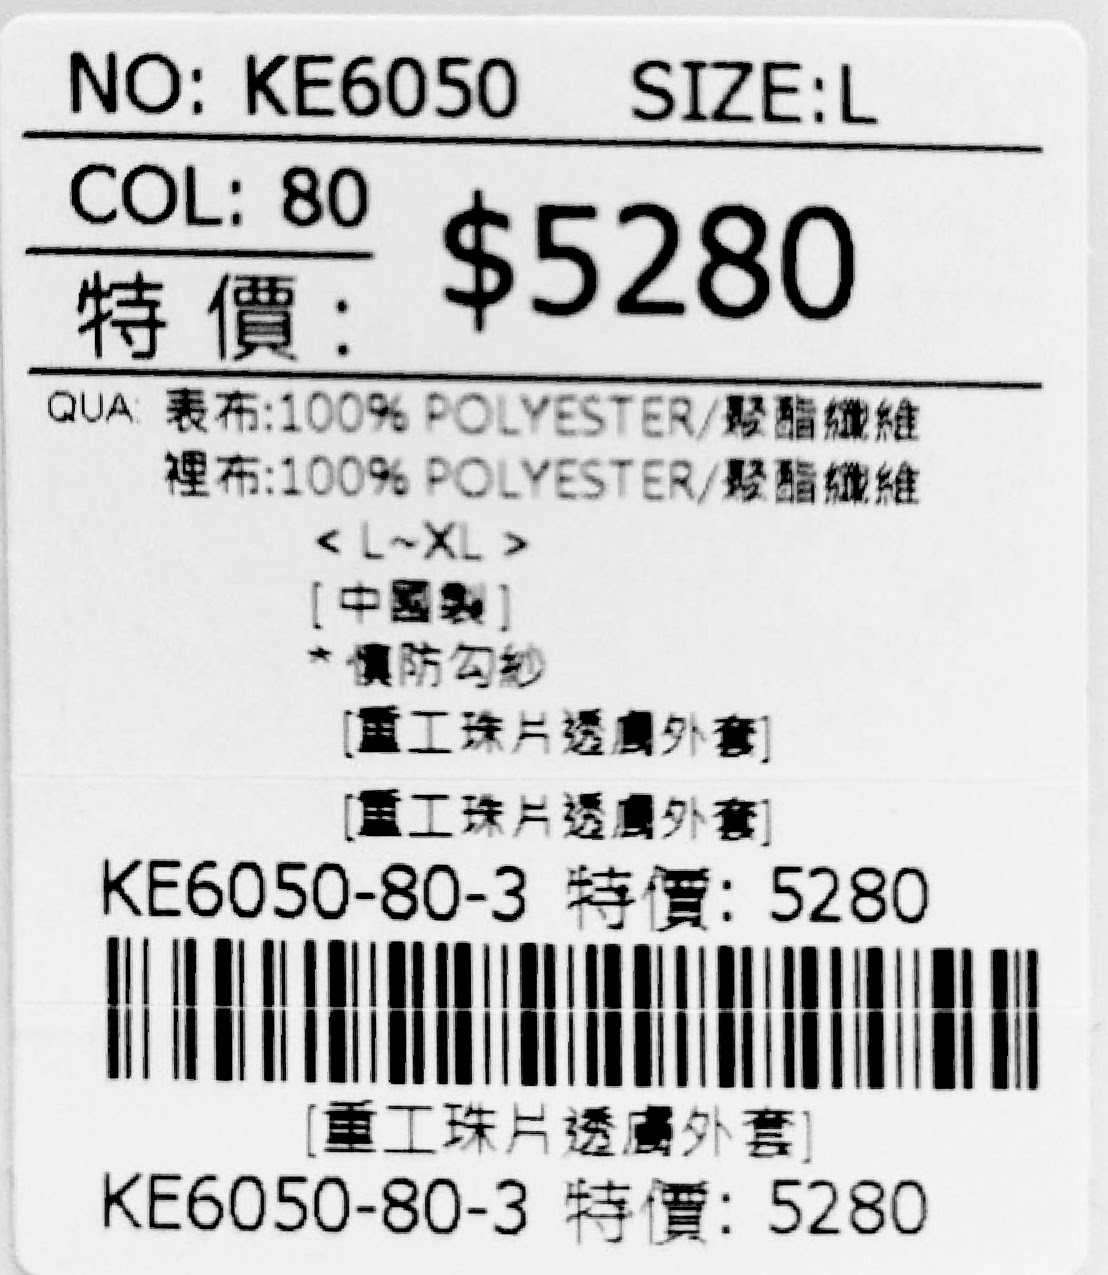 NO: KE6050 SIZE:L
COL: 80
$5280
特 價:
QUA: 表布:100% POLYESTER/聚酯纖維
裡布:100% POLYESTER/聚酯纖維
< L~XL >
[ 中國製 ]
* 慎防勾紗
[重工珠片透膚外套]
[重工珠片透膚外套]
KE6050-80-3 特價: 5280
[重工珠片透膚外套]
KE6050-80-3 特價: 5280